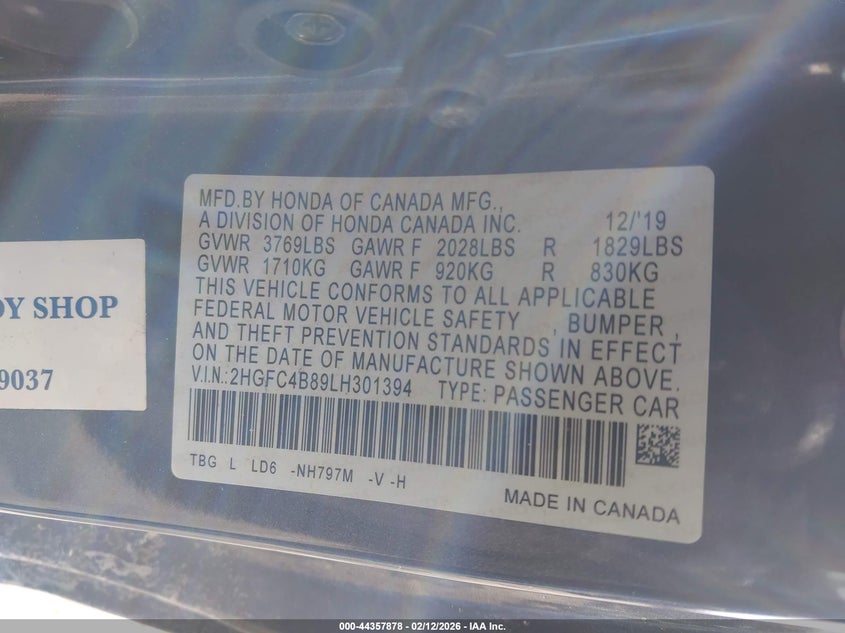 MFD.BY HONDA OF CANADA MFG.,
A DIVISION OF HONDA CANADA INC. 12/'19
GVWR 3769LBS GAWR F 2028LBS R 1829LBS
GVWR 1710KG GAWR F 920KG R 830KG
THIS VEHICLE CONFORMS TO ALL APPLICABLE
FEDERAL MOTOR VEHICLE SAFETY , BUMPER ,
AND THEFT PREVENTION STANDARDS IN EFFECT
ON THE DATE OF MANUFACTURE SHOWN ABOVE.
V.I.N.:2HGFC4B89LH301394 TYPE: PASSENGER CAR
TBG L LD6 -NH797M -V -H
MADE IN CANADA
DY SHOP
9037
000-44357878 - 02/12/2026 - IAA Inc.